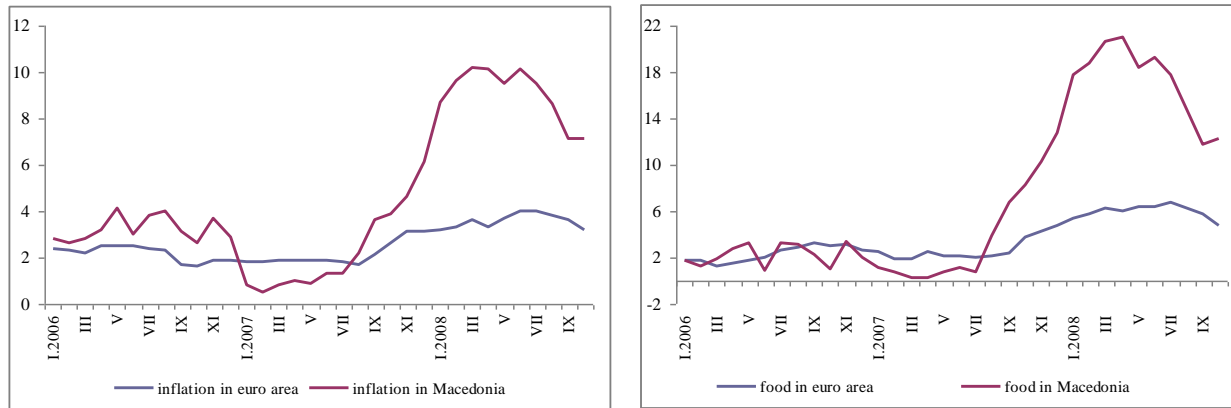 12
10
8
6
4
2
0
I.2006
III
V
VII
IX
XI
I.2007
III
V
VII
IX
XI
I.2008
III
V
VII
IX
inflation in euro area
inflation in Macedonia
22
18
14
10
6
2
-2
I.2006
III
V
VII
IX
XI
I.2007
III
V
VII
IX
XI
I.2008
III
V
VII
IX
food in euro area
food in Macedonia